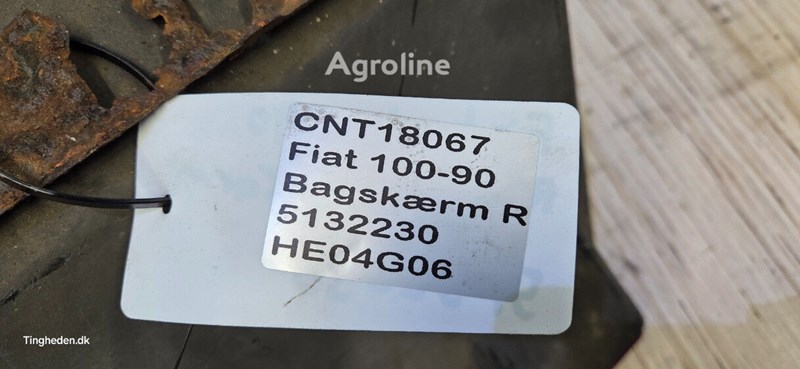 Agroline
CNT18067
Fiat 100-90
Bagskærm R
5132230
HE04G06
Tingheden.dk